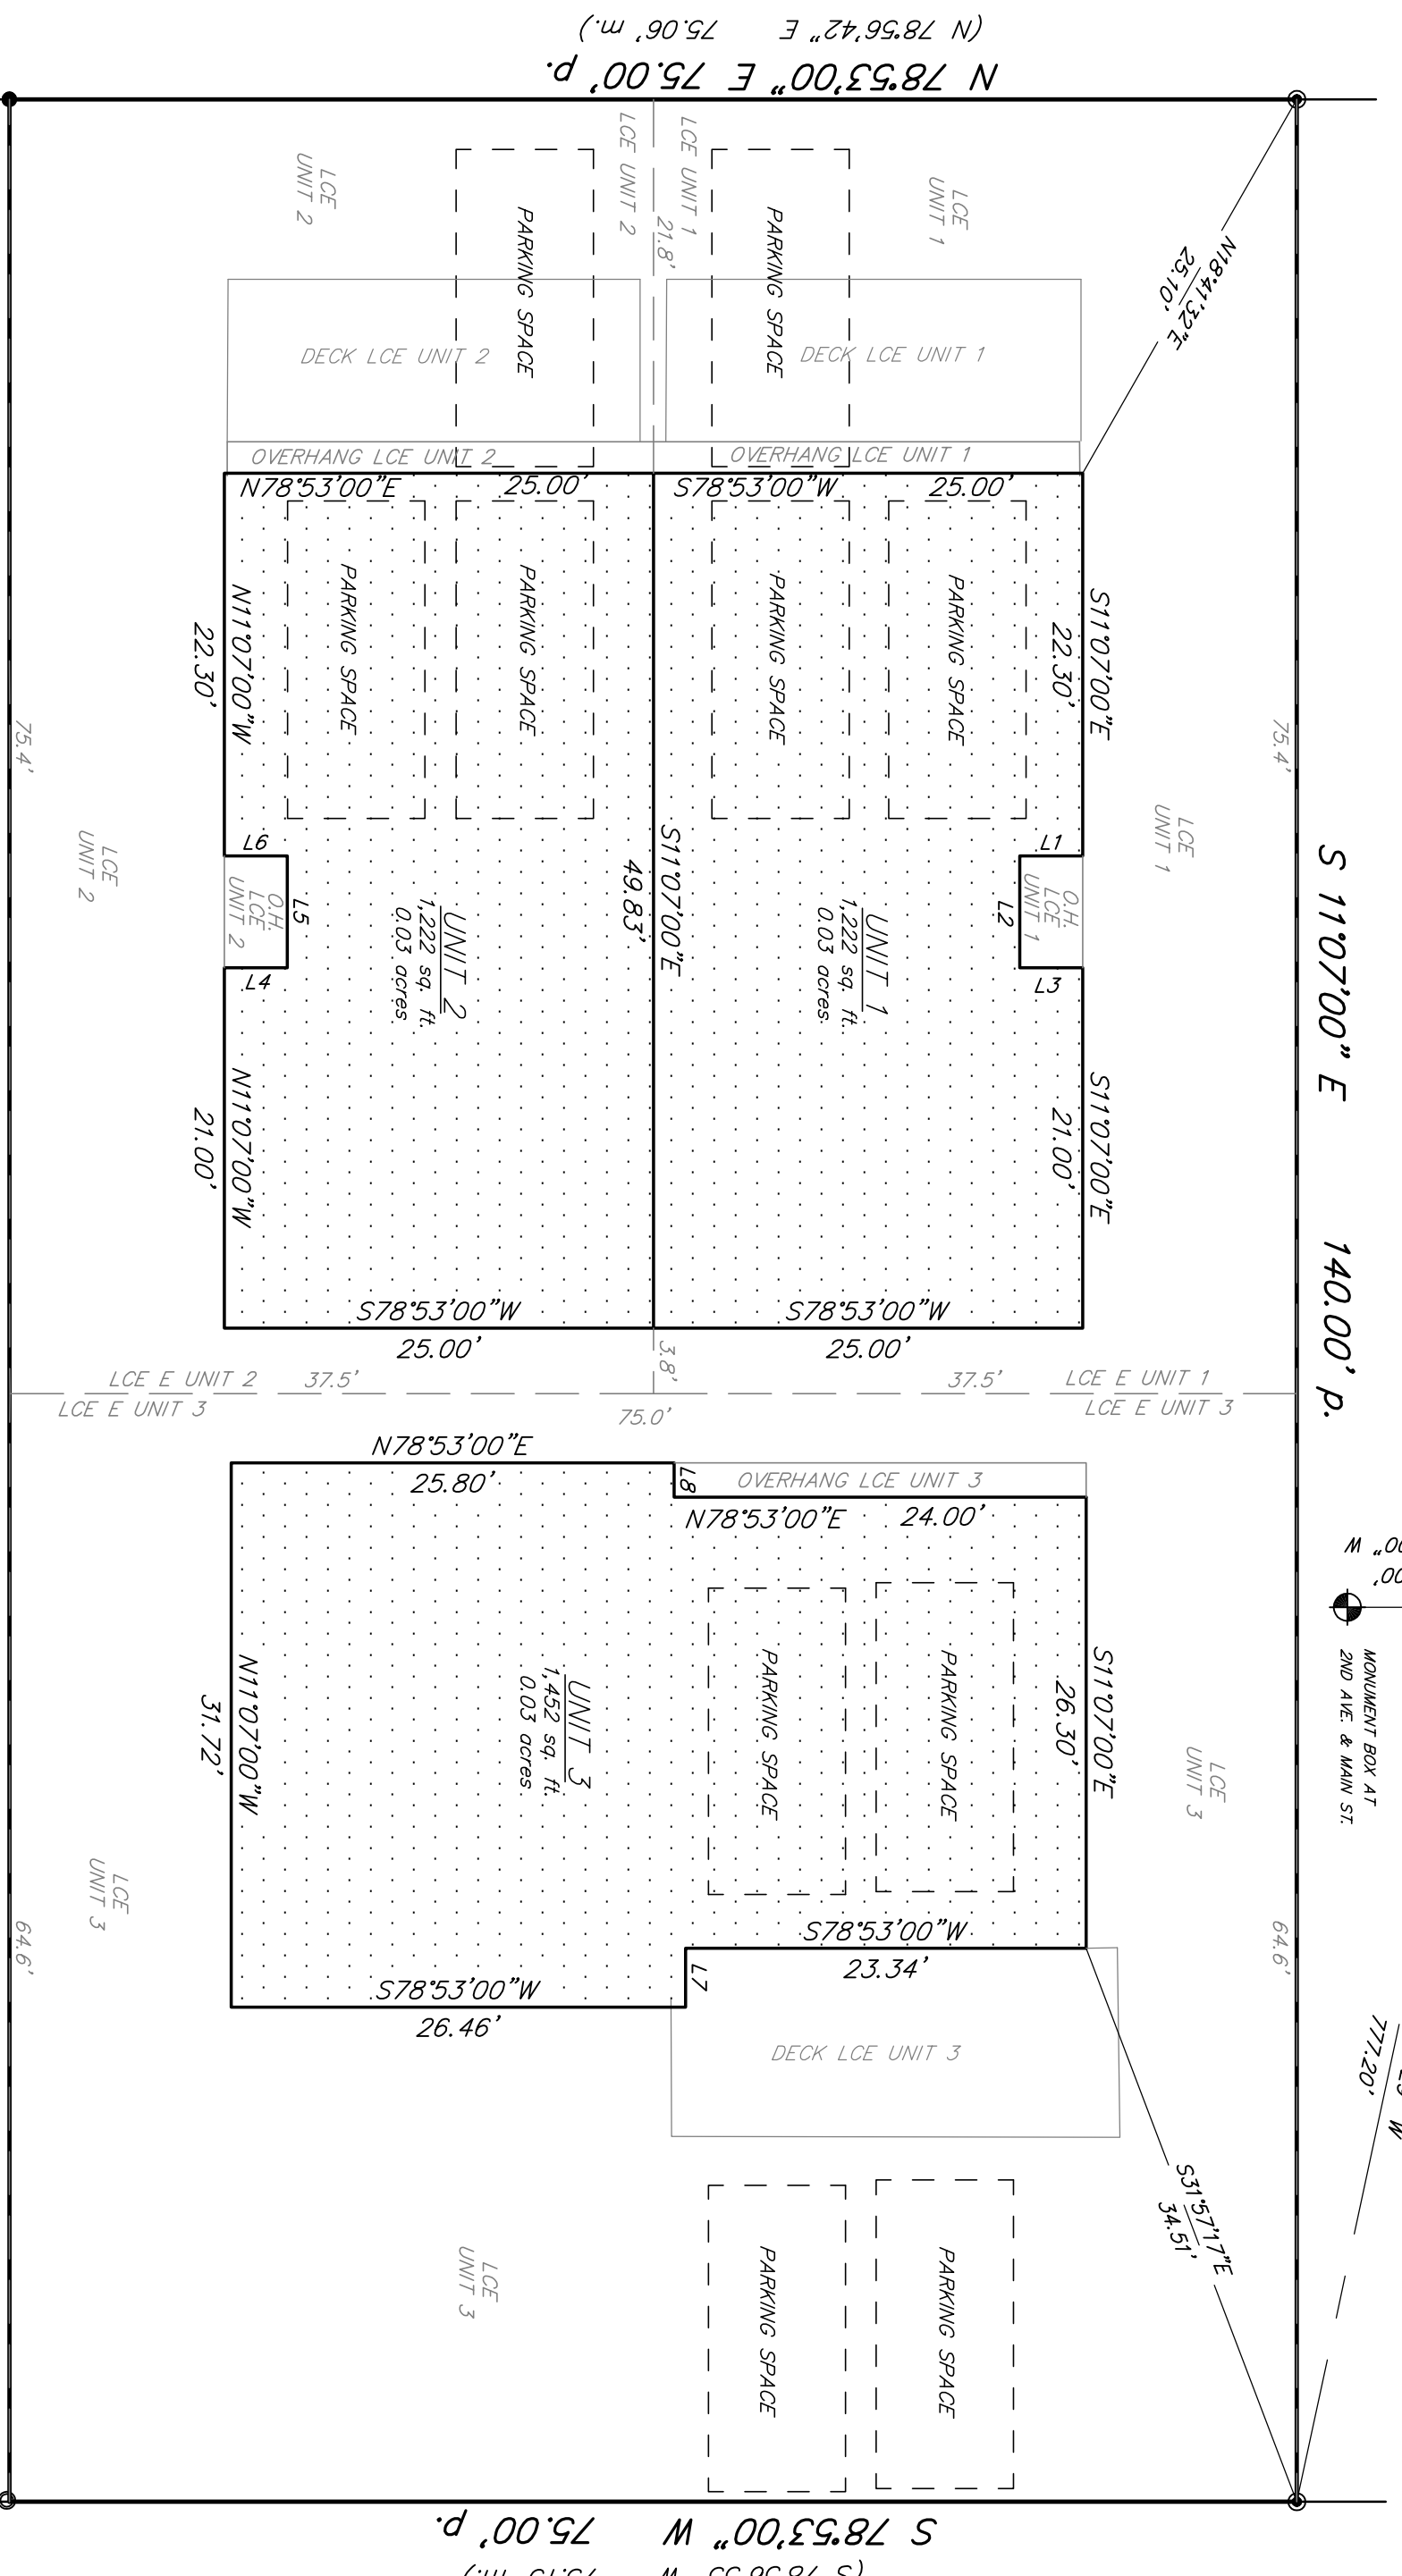 (N 78°56'42" E 75.06' m.)
N 78°53'00" E 75.00' p.
LCE
UNIT 2
LCE UNIT 2
LCE UNIT 1
21.8'
LCE
UNIT 1
PARKING SPACE
PARKING SPACE
N18°41'32"E
25.10'
DECK LCE UNIT 2
DECK LCE UNIT 1
OVERHANG LCE UNIT 2
OVERHANG LCE UNIT 1
N78°53'00"E 25.00'
S78°53'00"W 25.00'
PARKING SPACE
PARKING SPACE
PARKING SPACE
PARKING SPACE
N11°07'00"W
22.30'
S11°07'00"E
22.30'
75.4'
75.4'
LCE
UNIT 2
LCE
UNIT 1
L6
L5
L4
O.H.
LCE
UNIT 2
L1
L2
L3
O.H.
LCE
UNIT 1
S11°07'00"E
49.83'
UNIT 2
1,222 sq. ft.
0.03 acres
UNIT 1
1,222 sq. ft.
0.03 acres
S 11°07'00" E 140.00' p.
N11°07'00"W
21.00'
S11°07'00"E
21.00'
S78°53'00"W
25.00'
S78°53'00"W
25.00'
3.8'
LCE E UNIT 2 37.5'
37.5' LCE E UNIT 1
LCE E UNIT 3
75.0'
LCE E UNIT 3
N78°53'00"E
25.80'
L8
OVERHANG LCE UNIT 3
N78°53'00"E 24.00'
00" W
00'
MONUMENT BOX AT
2ND AVE. & MAIN ST.
N11°07'00"W
31.72'
UNIT 3
1,452 sq. ft.
0.03 acres
PARKING SPACE
PARKING SPACE
S11°07'00"E
26.30'
LCE
UNIT 3
LCE
UNIT 3
64.6'
64.6'
S78°53'00"W
23.34'
L7
S78°53'00"W
26.46'
DECK LCE UNIT 3
W
777.20'
S31°57'17"E
34.51'
LCE
UNIT 3
PARKING SPACE
PARKING SPACE
S 78°53'00" W 75.00' p.